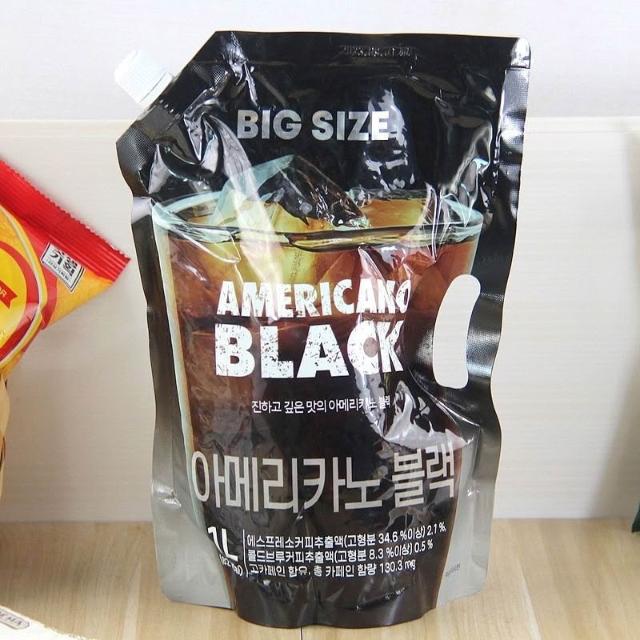 BIG SIZE
AMERICANO
BLACK
진하고 깊은 맛의 아메리카노 블랙
아메리카노 블랙
1L
에스프레소커피추출액(고형분 34.6 %이상) 2.1 %,
콜드브루커피추출액(고형분 8.3 %이상) 0.5 %
고카페인 함유, 총 카페인 함량 130.3 mg